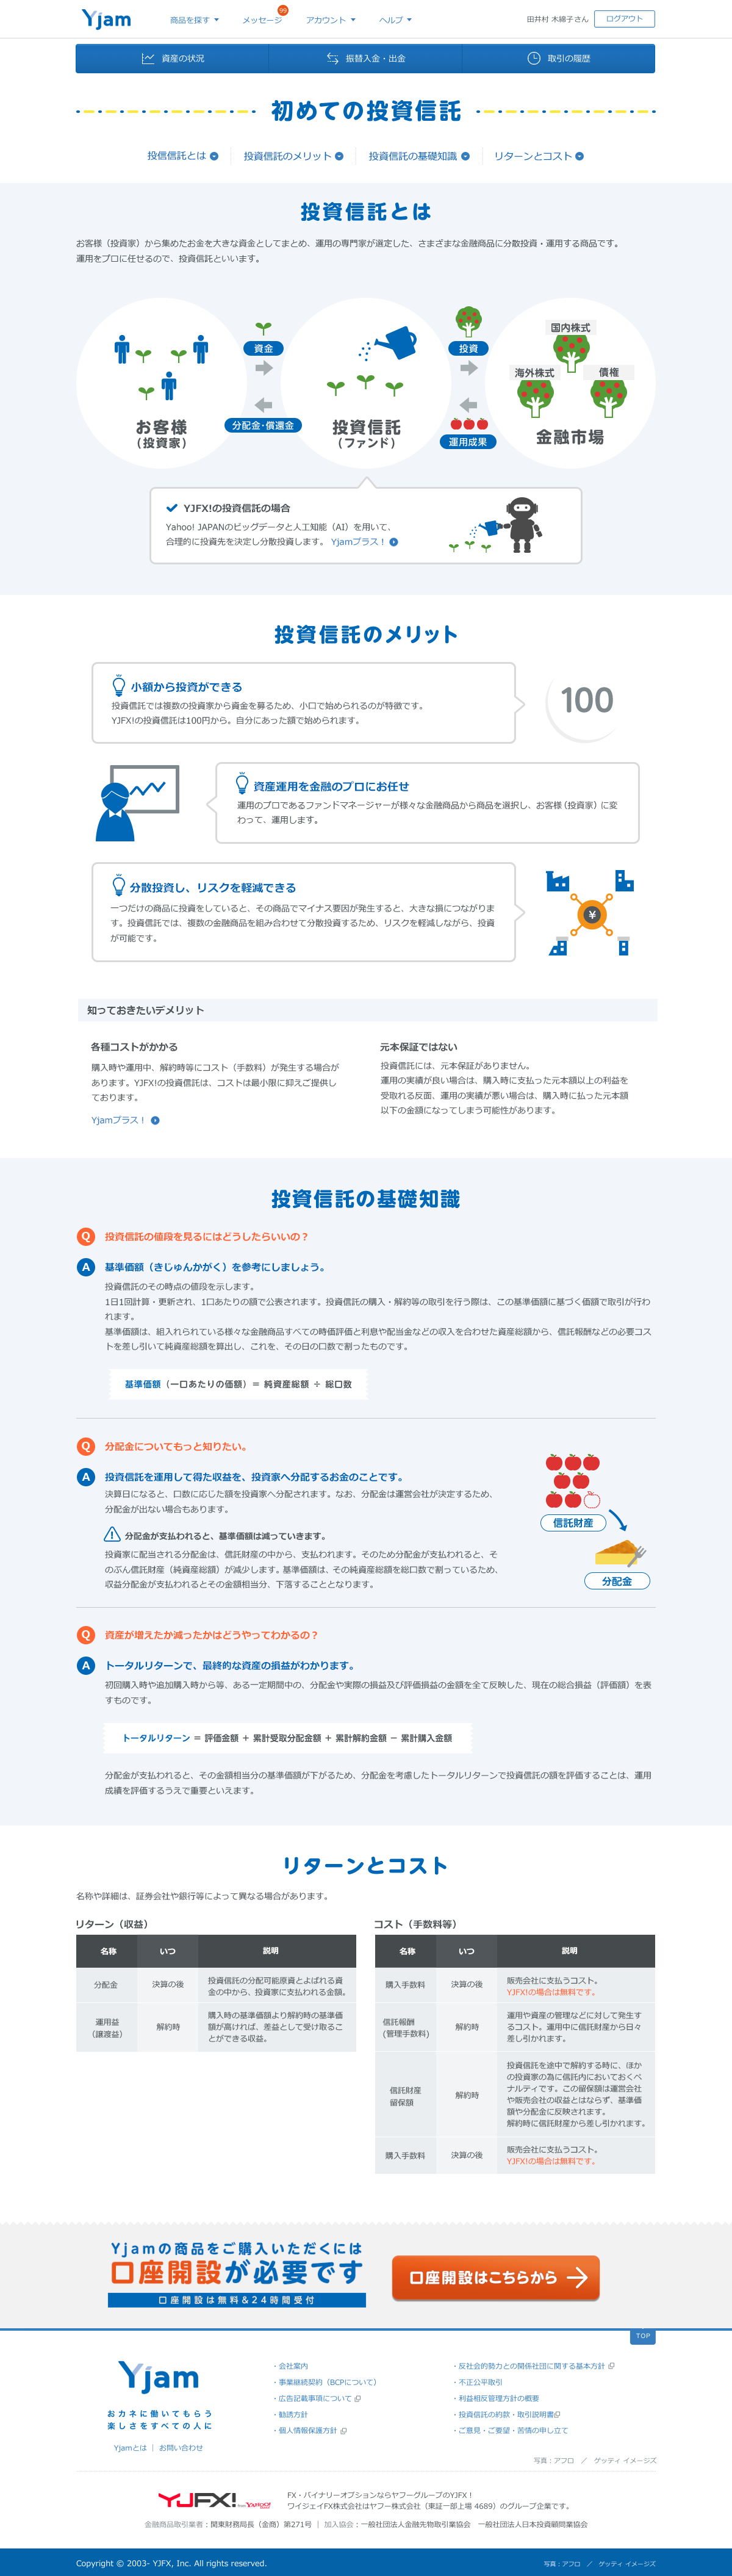 Yjam
商品を探す
メッセージ
99
アカウント
ヘルプ
田井村 木綿子さん
ログアウト
資産の状況
振替入金・出金
取引の履歴
初めての投資信託
投信信託とは
投資信託のメリット
投資信託の基礎知識
リターンとコスト
投資信託とは
お客様（投資家）から集めたお金を大きな資金としてまとめ、運用の専門家が選定した、さまざまな金融商品に分散投資・運用する商品です。
運用をプロに任せるので、投資信託といいます。
資金
分配金・償還金
投資
運用成果
国内株式
海外株式
債権
お客様
（投資家）
投資信託
（ファンド）
金融市場
YJFX!の投資信託の場合
Yahoo! JAPANのビッグデータと人工知能（AI）を用いて、
合理的に投資先を決定し分散投資します。 Yjamプラス！
投資信託のメリット
小額から投資ができる
投資信託では複数の投資家から資金を募るため、小口で始められるのが特徴です。
YJFX!の投資信託は100円から。自分にあった額で始められます。
100
資産運用を金融のプロにお任せ
運用のプロであるファンドマネージャーが様々な金融商品から商品を選択し、お客様（投資家）に変
わって、運用します。
分散投資し、リスクを軽減できる
一つだけの商品に投資をしていると、その商品でマイナス要因が発生すると、大きな損につながりま
す。投資信託では、複数の金融商品を組み合わせて分散投資するため、リスクを軽減しながら、投資
が可能です。
¥
知っておきたいデメリット
各種コストがかかる
購入時や運用中、解約時等にコスト（手数料）が発生する場合が
あります。YJFX!の投資信託は、コストは最小限に抑えご提供し
ております。
Yjamプラス！
元本保証ではない
投資信託には、元本保証がありません。
運用の実績が良い場合は、購入時に支払った元本額以上の利益を
受取れる反面、運用の実績が悪い場合は、購入時に払った元本額
以下の金額になってしまう可能性があります。
投資信託の基礎知識
Q 投資信託の値段を見るにはどうしたらいいの？
A 基準価額（きじゅんかがく）を参考にしましょう。
投資信託のその時点の値段を示します。
1日1回計算・更新され、1口あたりの額で公表されます。投資信託の購入・解約等の取引を行う際は、この基準価額に基づく価額で取引が行わ
れます。
基準価額は、組入れられている様々な金融商品すべての時価評価と利息や配当金などの収入を合わせた資産総額から、信託報酬などの必要コス
トを差し引いて純資産総額を算出し、これを、その日の口数で割ったものです。
基準価額（一口あたりの価額）＝ 純資産総額 ÷ 総口数
Q 分配金についてもっと知りたい。
A 投資信託を運用して得た収益を、投資家へ分配するお金のことです。
決算日になると、口数に応じた額を投資家へ分配されます。なお、分配金は運営会社が決定するため、
分配金が出ない場合もあります。
分配金が支払われると、基準価額は減っていきます。
投資家に配当される分配金は、信託財産の中から、支払われます。そのため分配金が支払われると、そ
のぶん信託財産（純資産総額）が減少します。基準価額は、その純資産総額を総口数で割っているため、
収益分配金が支払われるとその金額相当分、下落することとなります。
信託財産
分配金
Q 資産が増えたか減ったかはどうやってわかるの？
A トータルリターンで、最終的な資産の損益がわかります。
初回購入時や追加購入時から等、ある一定期間中の、分配金や実際の損益及び評価損益の金額を全て反映した、現在の総合損益（評価額）を表
すものです。
トータルリターン ＝ 評価金額 ＋ 累計受取分配金額 ＋ 累計解約金額 － 累計購入金額
分配金が支払われると、その金額相当分の基準価額が下がるため、分配金を考慮したトータルリターンで投資信託の額を評価することは、運用
成績を評価するうえで重要といえます。
リターンとコスト
名称や詳細は、証券会社や銀行等によって異なる場合があります。
リターン（収益）
名称 いつ 説明
分配金 決算の後
投資信託の分配可能原資とよばれる資
金の中から、投資家に支払われる金額。
運用益
（譲渡益）
解約時
購入時の基準価額より解約時の基準価
額が高ければ、差益として受け取るこ
とができる収益。
コスト（手数料等）
名称 いつ 説明
購入手数料 決算の後
販売会社に支払うコスト。
YJFX!の場合は無料です。
信託報酬
(管理手数料)
解約時
運用や資産の管理などに対して発生す
るコスト。運用中に信託財産から日々
差し引かれます。
信託財産
留保額
解約時
投資信託を途中で解約する時に、ほか
の投資家の為に信託内においておくペ
ナルティです。この留保額は運営会社
や販売会社の収益とはならず、基準価
額や分配金に反映されます。
解約時に信託財産から差し引かれます。
購入手数料 決算の後
販売会社に支払うコスト。
YJFX!の場合は無料です。
Yjamの商品をご購入いただくには
口座開設が必要です
口座開設は無料＆24時間受付
口座開設はこちらから
TOP
Yjam
おカネに働いてもらう
楽しさをすべての人に
Yjamとは ｜ お問い合わせ
・会社案内
・事業継続契約（BCPについて）
・広告記載事項について
・勧誘方針
・個人情報保護方針
・反社会的勢力との関係社団に関する基本方針
・不正公平取引
・利益相反管理方針の概要
・投資信託の約款・取引説明書
・ご意見・ご要望・苦情の申し立て
写真：アフロ ／ ゲッティ イメージズ
YJFX! from YAHOO! JAPAN
FX・バイナリーオプションならヤフーグループのYJFX！
ワイジェイFX株式会社はヤフー株式会社（東証一部上場 4689）のグループ企業です。
金融商品取引業者：関東財務局長（金商）第271号 ｜ 加入協会：一般社団法人金融先物取引業協会 一般社団法人日本投資顧問業協会
Copyright © 2003- YJFX, Inc. All rights reserved.
写真：アフロ ／ ゲッティ イメージズ